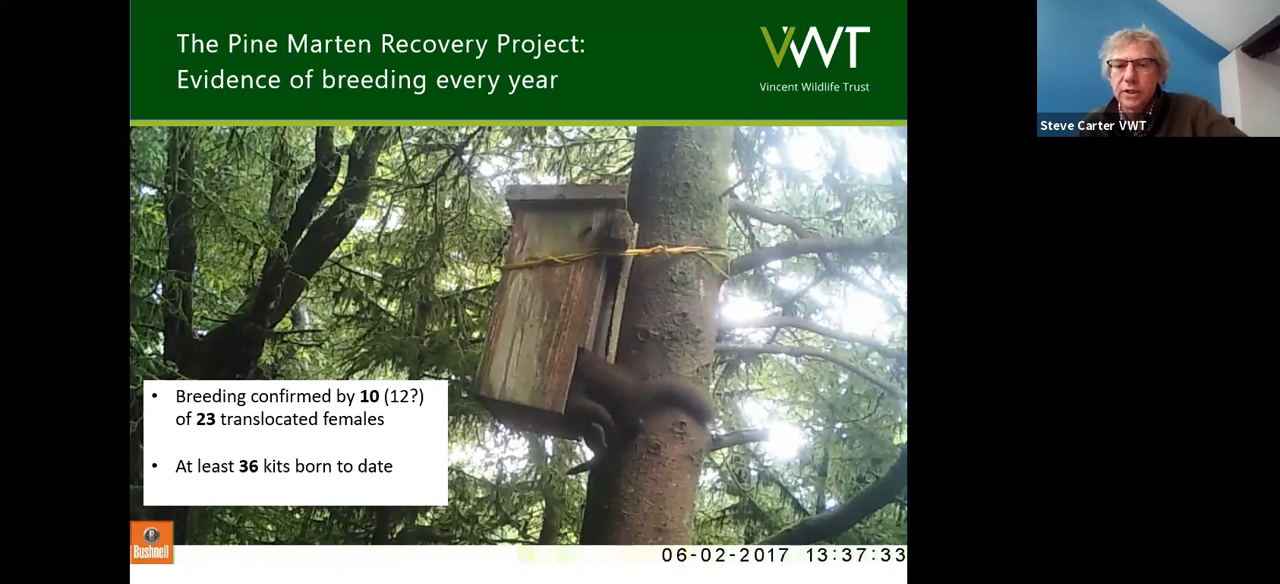 The Pine Marten Recovery Project:
Evidence of breeding every year
VWT
Vincent Wildlife Trust
Steve Carter VWT
• Breeding confirmed by 10 (12?)
of 23 translocated females
• At least 36 kits born to date
Bushnell
06-02-2017 13:37:33